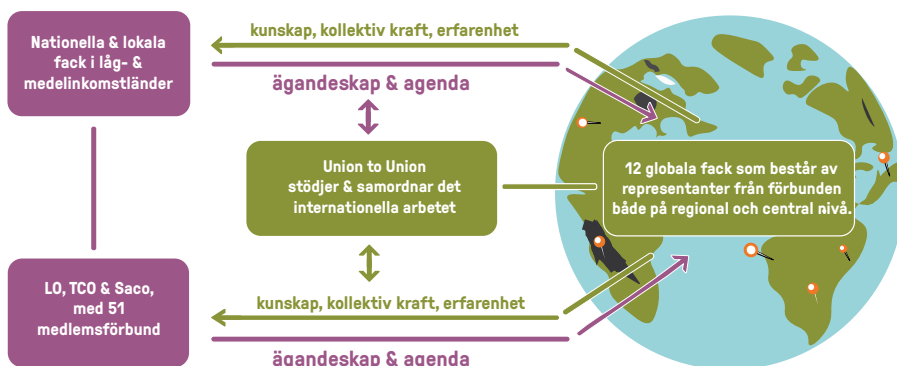 Nationella & lokala
fack i låg- &
medelinkomstländer
kunskap, kollektiv kraft, erfarenhet
ägandeskap & agenda
Union to Union
stödjer & samordnar det
internationella arbetet
12 globala fack som består av
representanter från förbunden
både på regional och central nivå.
LO, TCO & Saco,
med 51
medlemsförbund
kunskap, kollektiv kraft, erfarenhet
ägandeskap & agenda